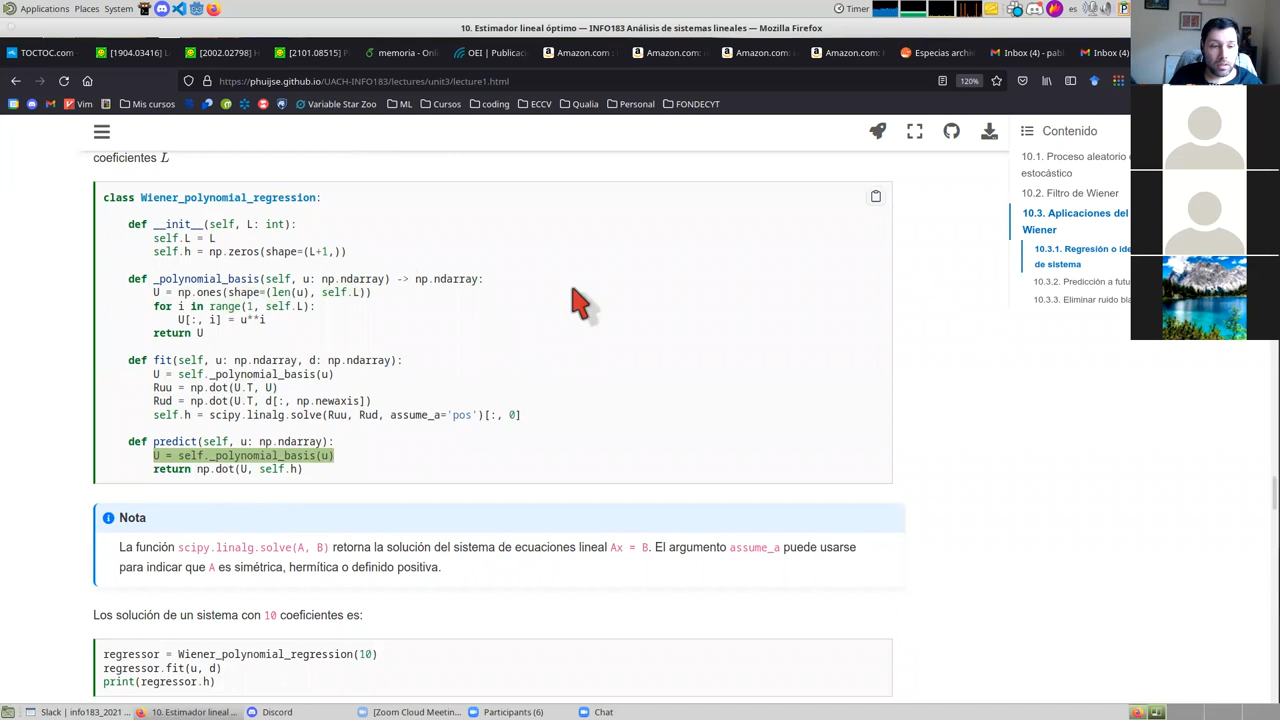 Applications Places System
Timer
es
10. Estimador lineal óptimo — INFO183 Análisis de sistemas lineales — Mozilla Firefox
TOCTOC.com
[1904.03416] L
[2002.02798] H
[2101.08515] P
memoria - O
OEI | Por
Amazon.com: 
Amazon.com: 
Amazon.com: 
Amazon.com: 
Especias archiv
Inbox (4) - pabl
Inbox (4) -
https://phuijse.github.io/UACH-INFO183/lectures/unit3/lecture1.html
120%
Vim
Mis cursos
Variable Star Zoo
ML
Cursos
coding
ECCV
Qualia
Personal
FONDECYT
coeficientes L
class Wiener_polynomial_regression:
def __init__(self, L: int):
self.L = L
self.h = np.zeros(shape=(L+1,))
def _polynomial_basis(self, u: np.ndarray) -> np.ndarray:
U = np.ones(shape=(len(u), self.L))
for i in range(1, self.L):
U[:, i] = u**i
return U
def fit(self, u: np.ndarray, d: np.ndarray):
U = self._polynomial_basis(u)
Ruu = np.dot(U.T, U)
Rud = np.dot(U.T, d[:, np.newaxis])
self.h = scipy.linalg.solve(Ruu, Rud, assume_a='pos')[:, 0]
def predict(self, u: np.ndarray):
U = self._polynomial_basis(u)
return np.dot(U, self.h)
Nota
La función scipy.linalg.solve(A, B) retorna la solución del sistema de ecuaciones lineal Ax = B. El argumento assume_a puede usarse
para indicar que A es simétrica, hermítica o definido positiva.
Los solución de un sistema con 10 coeficientes es:
regressor = Wiener_polynomial_regression(10)
regressor.fit(u, d)
print(regressor.h)
Contenido
10.1. Proceso aleatorio
estocástico
10.2. Filtro de Wiener
10.3. Aplicaciones del
Wiener
10.3.1. Regresión o ide
de sistema
10.3.2. Predicción a futu
10.3.3. Eliminar ruido bla
Slack | info183_2021
10. Estimador lineal ...
Discord
[Zoom Cloud Meetin...
Participants (6)
Chat